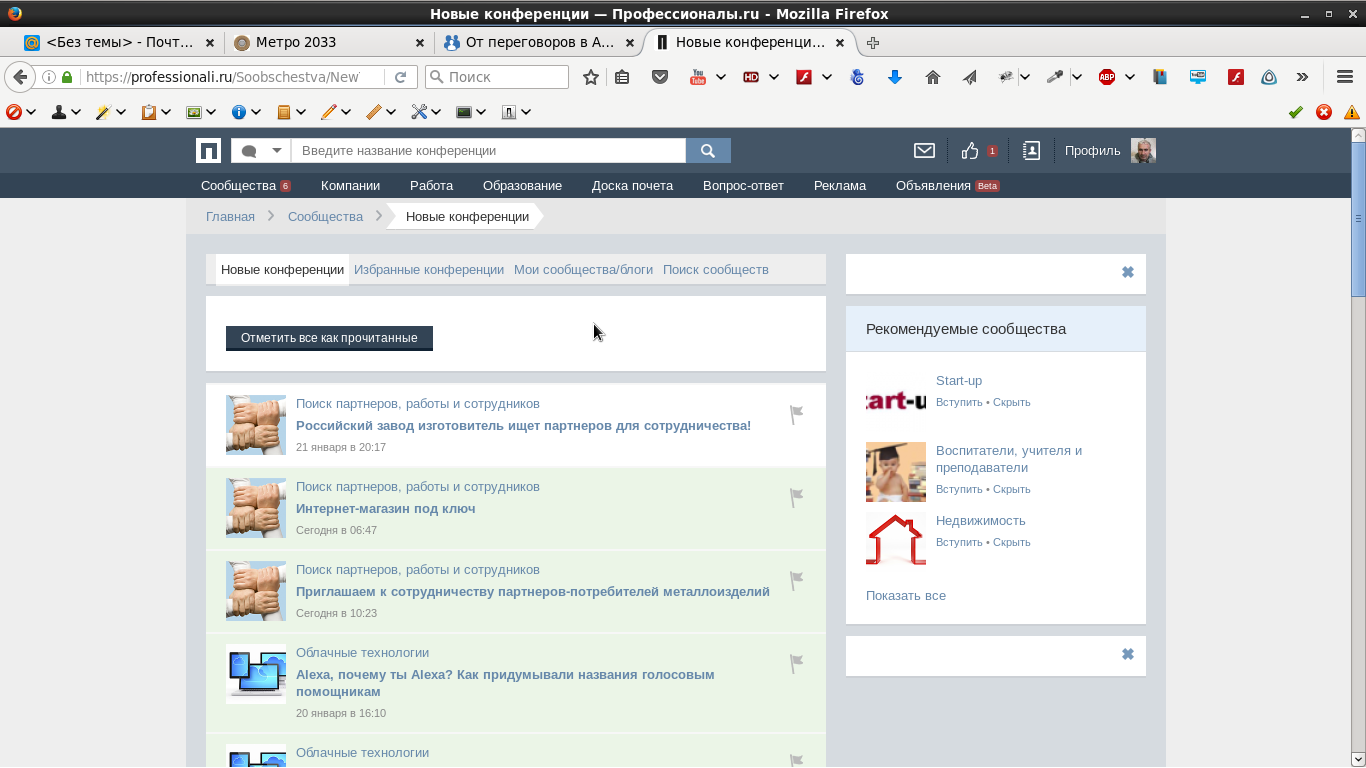 Новые конференции — Профессионалы.ru - Mozilla Firefox
<Без темы> - Почт...
Метро 2033
От переговоров в А...
Новые конференци...
https://professionali.ru/Soobschestva/New
Поиск
You Tube
HD
ABP
Введите название конференции
1
Профиль
Сообщества 6
Компании
Работа
Образование
Доска почета
Вопрос-ответ
Реклама
Объявления Beta
Главная
Сообщества
Новые конференции
Новые конференции
Избранные конференции
Мои сообщества/блоги
Поиск сообществ
Отметить все как прочитанные
Поиск партнеров, работы и сотрудников
Российский завод изготовитель ищет партнеров для сотрудничества!
21 января в 20:17
Поиск партнеров, работы и сотрудников
Интернет-магазин под ключ
Сегодня в 06:47
Поиск партнеров, работы и сотрудников
Приглашаем к сотрудничеству партнеров-потребителей металлоизделий
Сегодня в 10:23
Облачные технологии
Alexa, почему ты Alexa? Как придумывали названия голосовым
помощникам
20 января в 16:10
Облачные технологии
Рекомендуемые сообщества
art-u
Start-up
Вступить • Скрыть
Воспитатели, учителя и
преподаватели
Вступить • Скрыть
Недвижимость
Вступить • Скрыть
Показать все